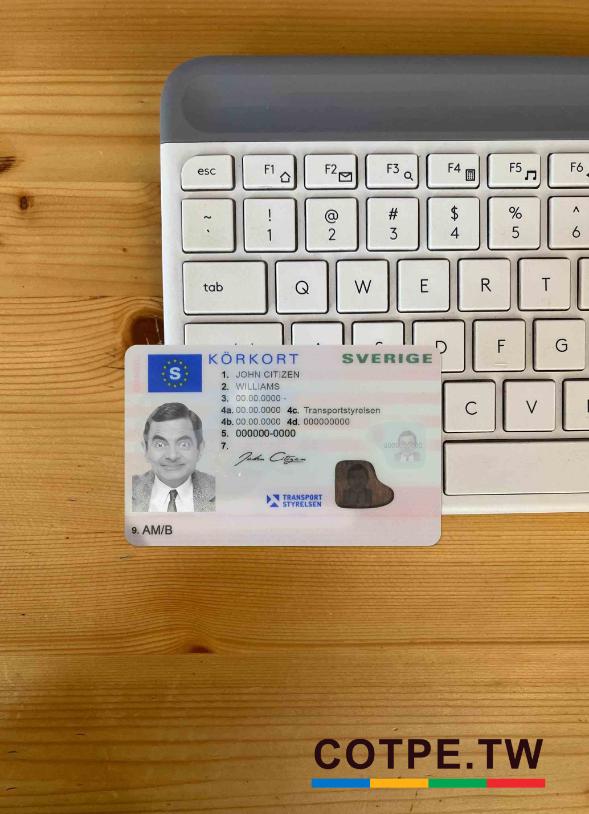 esc F1 F2 F3 F4 F5 F6
~ ! @ # $ % ^
` 1 2 3 4 5 6
tab Q W E R T
D F G
C V
S KÖRKORT SVERIGE
1. JOHN CITIZEN
2. WILLIAMS
3. 00.00.0000 -
4a. 00.00.0000 4c. Transportstyrelsen
4b. 00.00.0000 4d. 000000000
5. 000000-0000
7.
John Citizen
TRANSPORT
STYRELSEN
9. AM/B
COTPE.TW